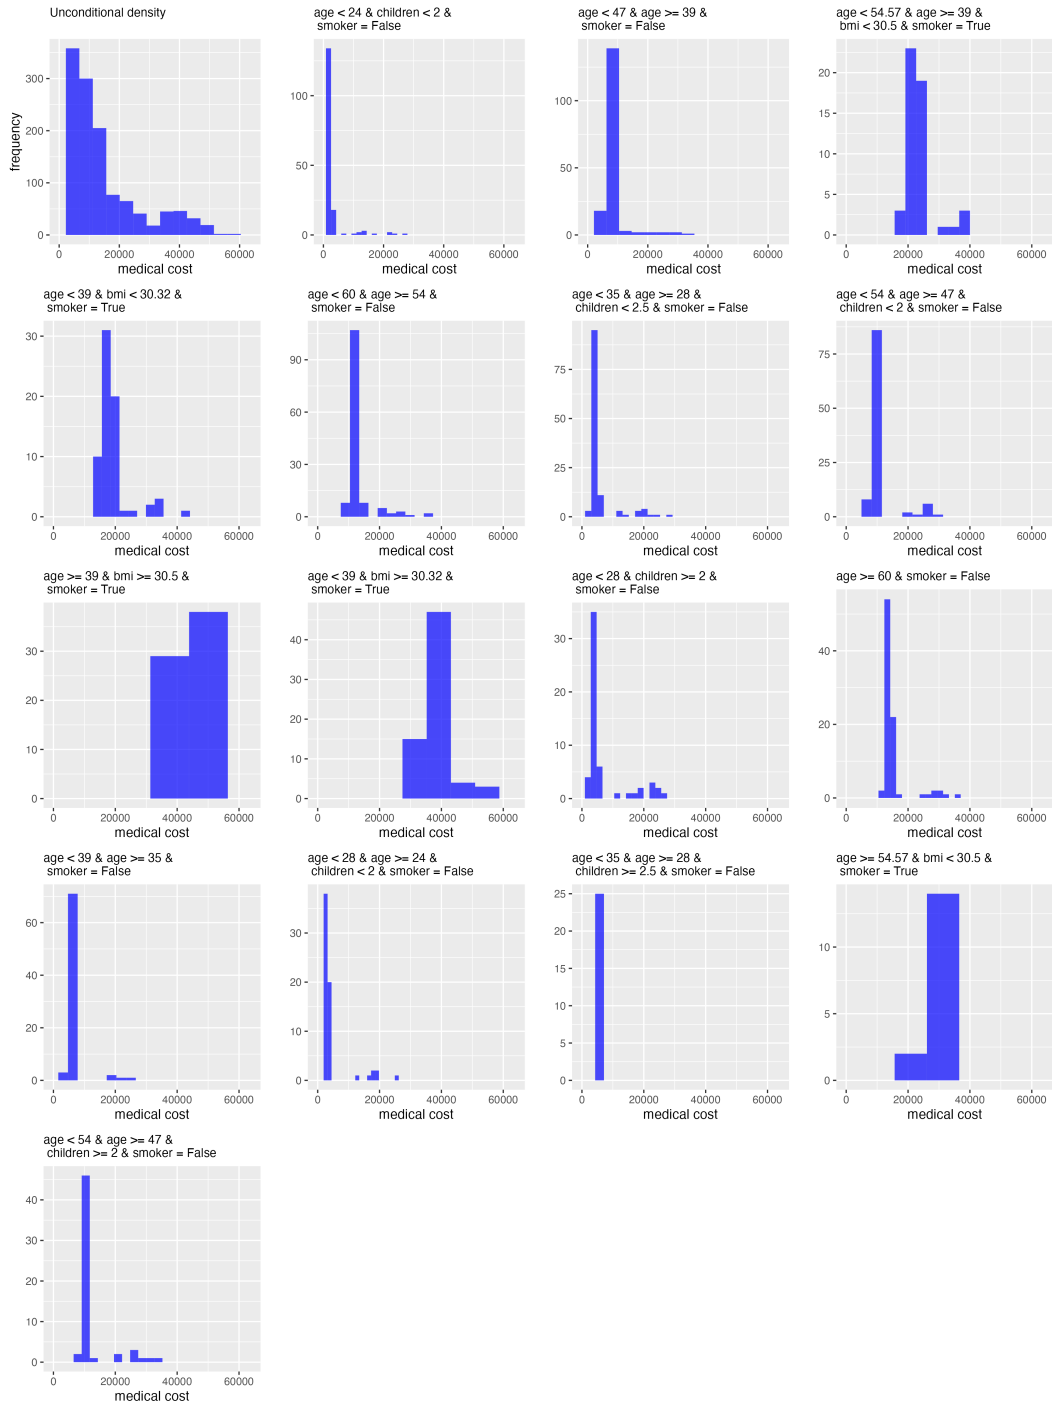 Unconditional density
300
200
100
0
frequency
0 20000 40000 60000
medical cost
age < 24 & children < 2 &
smoker = False
100
50
0
0 20000 40000 60000
medical cost
age < 47 & age >= 39 &
smoker = False
100
50
0
0 20000 40000 60000
medical cost
age < 54.57 & age >= 39 &
bmi < 30.5 & smoker = True
20
15
10
5
0
0 20000 40000 60000
medical cost
age < 39 & bmi < 30.32 &
smoker = True
30
20
10
0
0 20000 40000 60000
medical cost
age < 60 & age >= 54 &
smoker = False
90
60
30
0
0 20000 40000 60000
medical cost
age < 35 & age >= 28 &
children < 2.5 & smoker = False
75
50
25
0
0 20000 40000 60000
medical cost
age < 54 & age >= 47 &
children < 2 & smoker = False
75
50
25
0
0 20000 40000 60000
medical cost
age >= 39 & bmi >= 30.5 &
smoker = True
30
20
10
0
0 20000 40000 60000
medical cost
age < 39 & bmi >= 30.32 &
smoker = True
40
30
20
10
0
0 20000 40000 60000
medical cost
age < 28 & children >= 2 &
smoker = False
30
20
10
0
0 20000 40000 60000
medical cost
age >= 60 & smoker = False
40
20
0
0 20000 40000 60000
medical cost
age < 39 & age >= 35 &
smoker = False
60
40
20
0
0 20000 40000 60000
medical cost
age < 28 & age >= 24 &
children < 2 & smoker = False
30
20
10
0
0 20000 40000 60000
medical cost
age < 35 & age >= 28 &
children >= 2.5 & smoker = False
25
20
15
10
5
0
0 20000 40000 60000
medical cost
age >= 54.57 & bmi < 30.5 &
smoker = True
10
5
0
0 20000 40000 60000
medical cost
age < 54 & age >= 47 &
children >= 2 & smoker = False
40
30
20
10
0
0 20000 40000 60000
medical cost